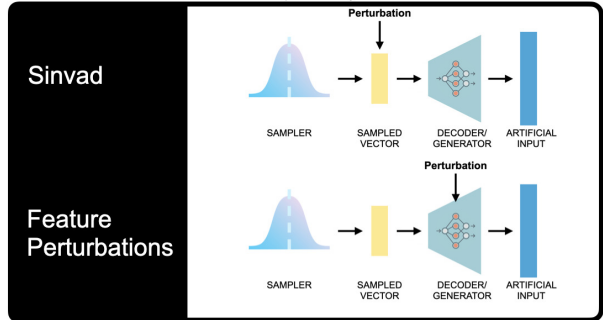 Perturbation
Sinvad
SAMPLER
SAMPLED
VECTOR
DECODER/
GENERATOR
ARTIFICIAL
INPUT
Perturbation
Feature
Perturbations
SAMPLER
SAMPLED
VECTOR
DECODER/
GENERATOR
ARTIFICIAL
INPUT